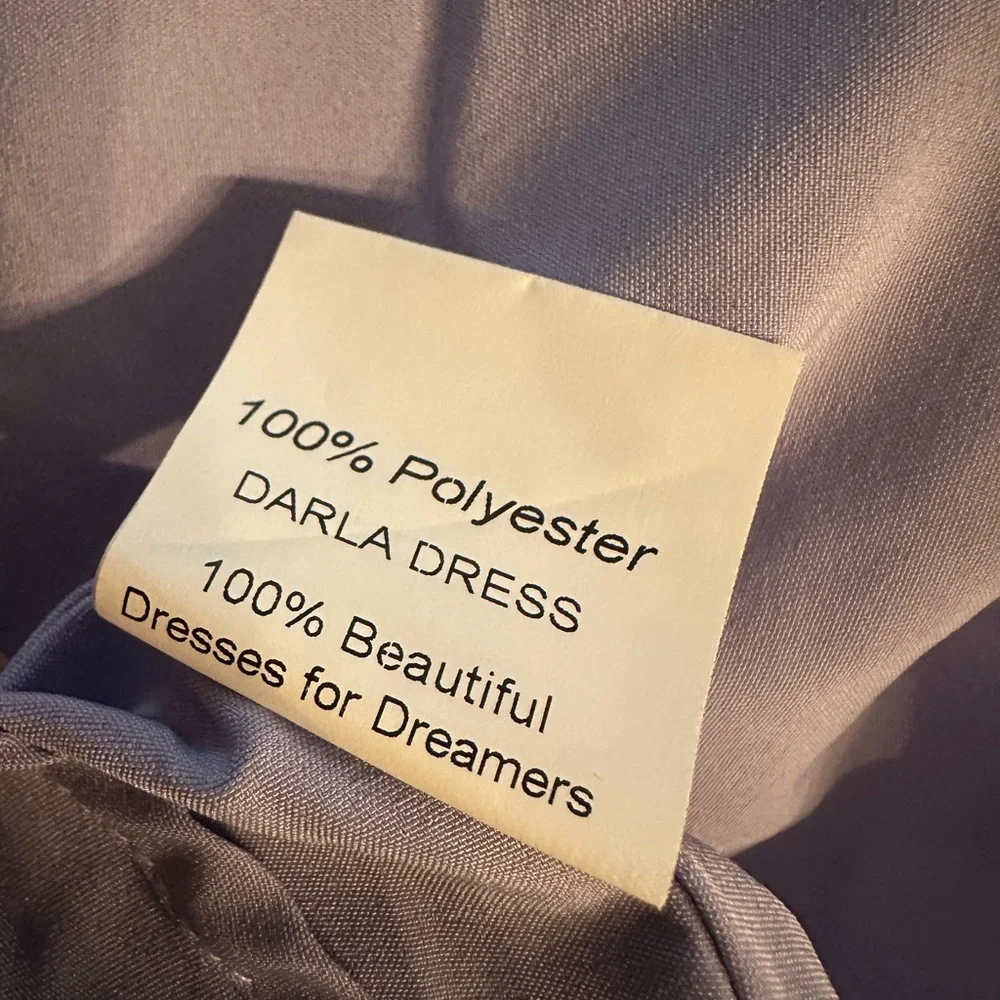 100% Polyester
DARLA DRESS
100% Beautiful
Dresses for Dreamers